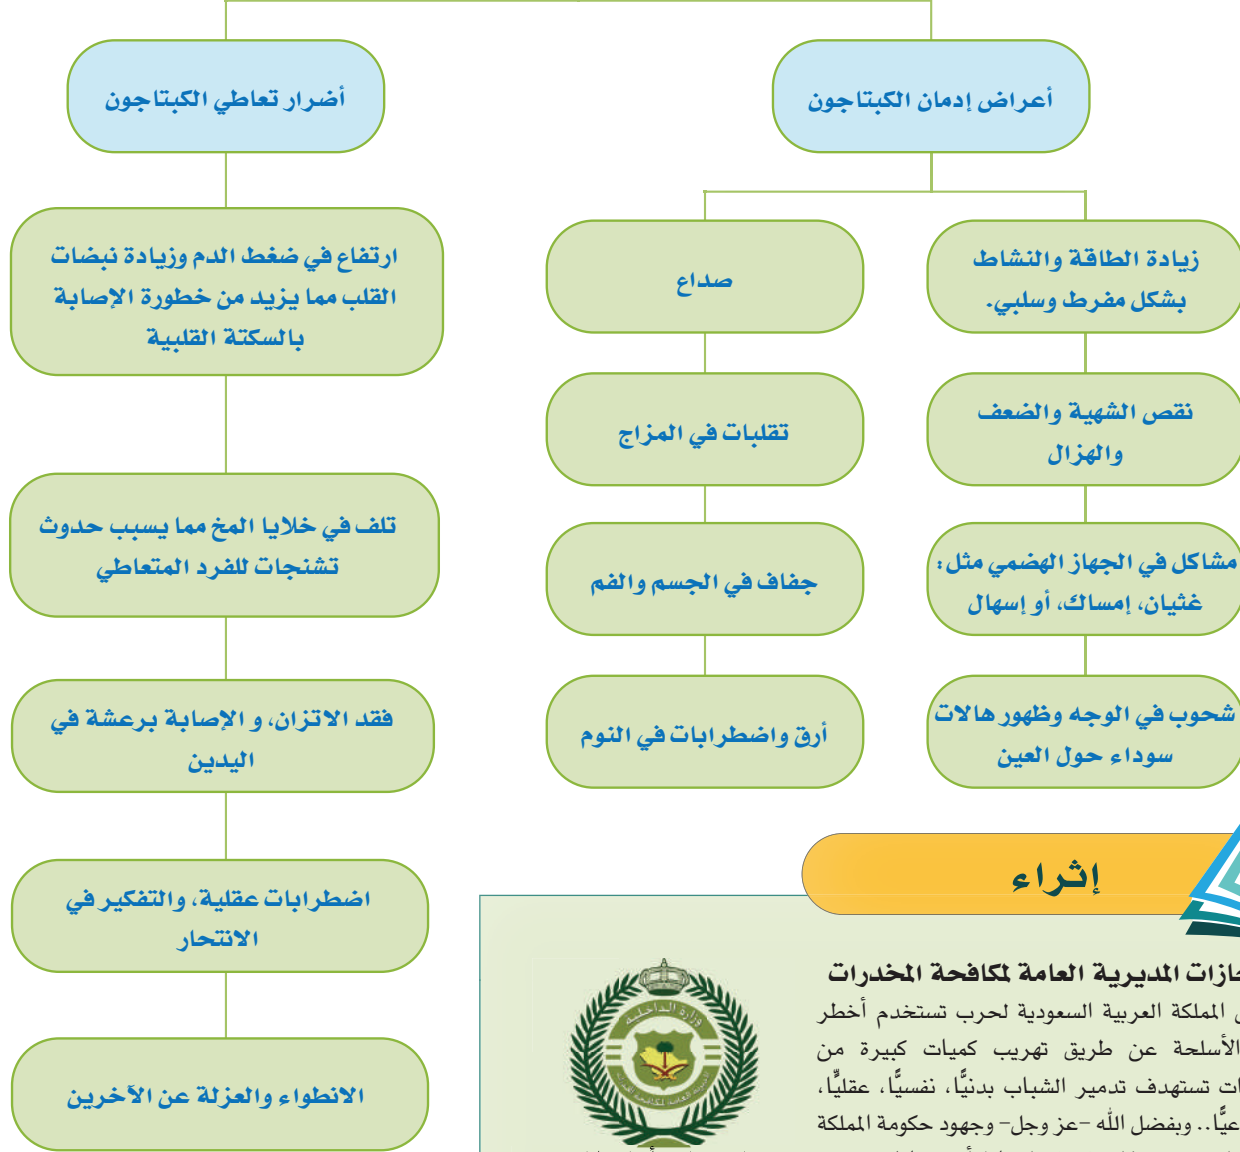 أعراض إدمان الكبتاجون
زيادة الطاقة والنشاط
بشكل مفرط وسلبي.
نقص الشهية والضعف
والهزال
مشاكل في الجهاز الهضمي مثل:
غثيان، إمساك، أو إسهال
شحوب في الوجه وظهور هالات
سوداء حول العين
صداع
تقلبات في المزاج
جفاف في الجسم والفم
أرق واضطرابات في النوم
أضرار تعاطي الكبتاجون
ارتفاع في ضغط الدم وزيادة نبضات
القلب مما يزيد من خطورة الإصابة
بالسكتة القلبية
تلف في خلايا المخ مما يسبب حدوث
تشنجات للفرد المتعاطي
فقد الاتزان، و الإصابة برعشة في
اليدين
اضطرابات عقلية، والتفكير في
الانتحار
الانطواء والعزلة عن الآخرين
إثراء
المديرية العامة لمكافحة المخدرات
المملكة العربية السعودية لحرب تستخدم أخطر
الأسلحة عن طريق تهريب كميات كبيرة من
تستهدف تدمير الشباب بدنيًّا، نفسيًّا، عقليًّا،
وبفضل الله -عز وجل- وجهود حكومة المملكة
وزارة الداخلية